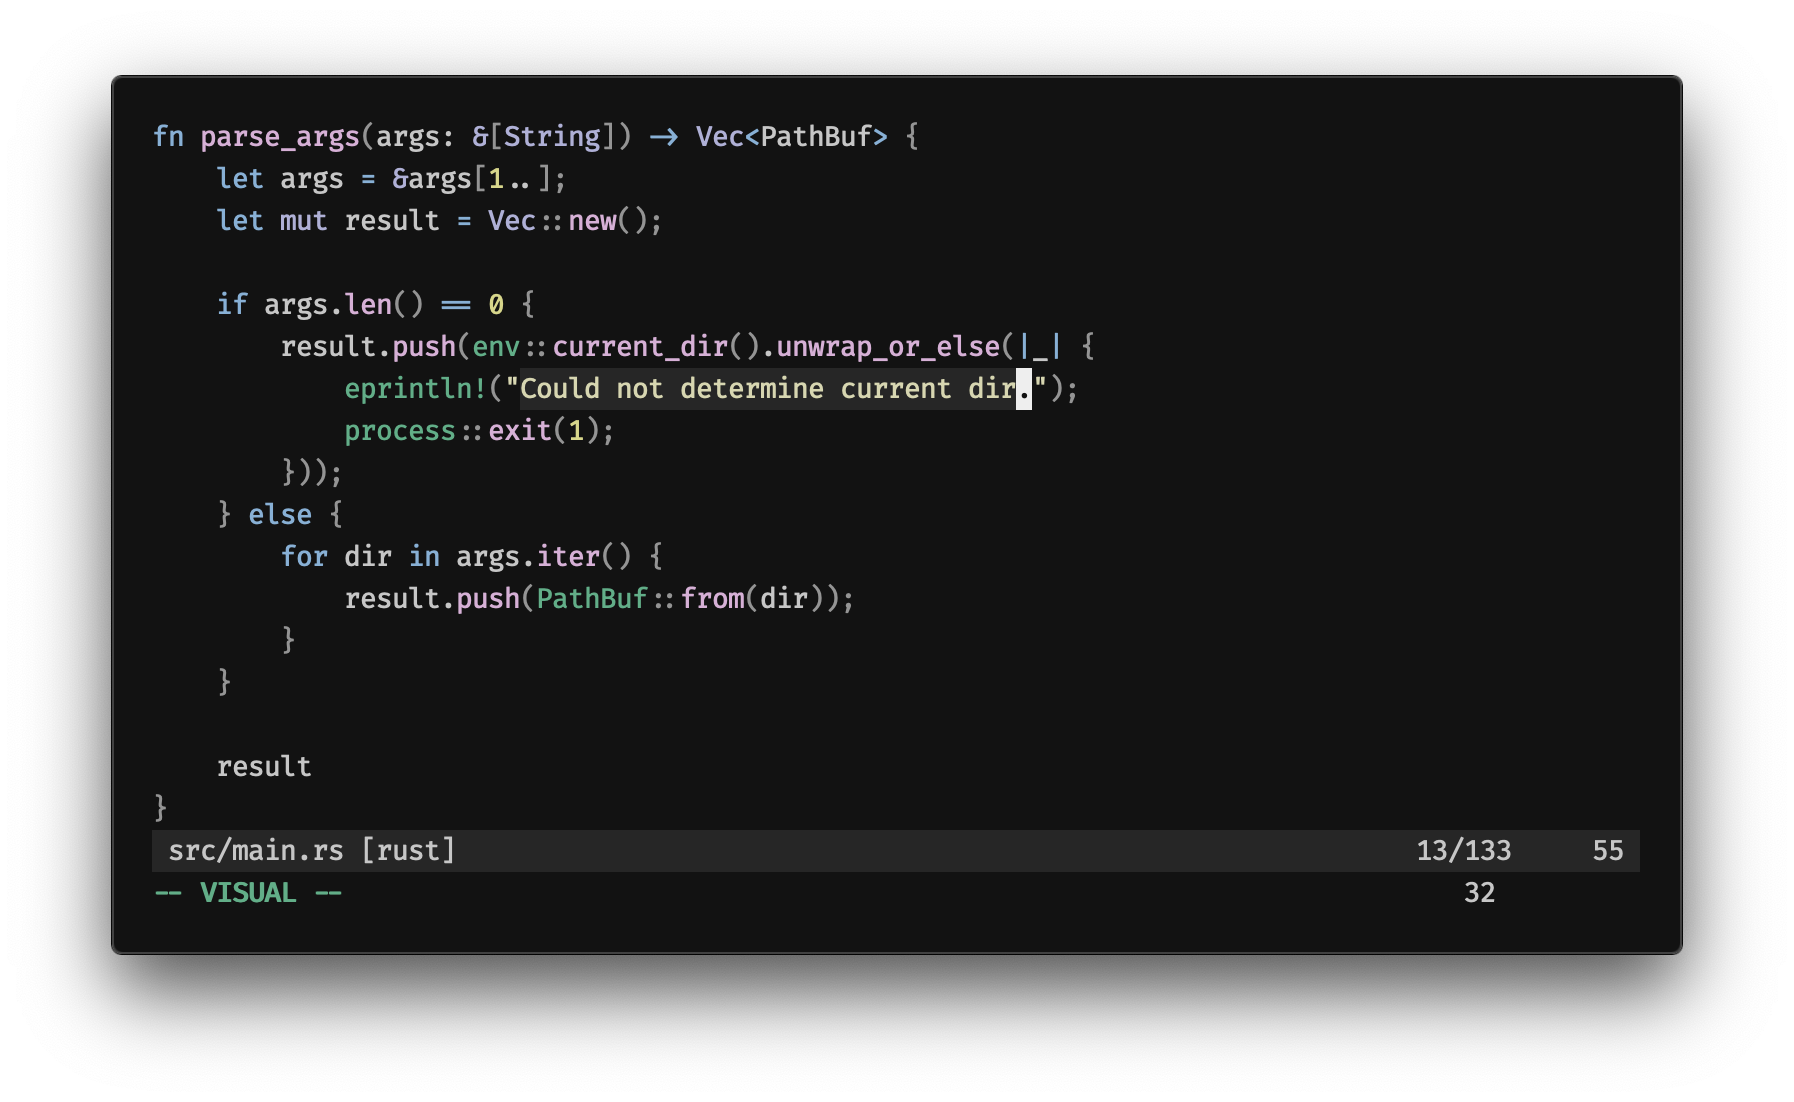 fn parse_args(args: &[String]) -> Vec<PathBuf> {
    let args = &args[1..];
    let mut result = Vec::new();

    if args.len() == 0 {
        result.push(env::current_dir().unwrap_or_else(|_| {
            eprintln!("Could not determine current dir.");
            process::exit(1);
        }));
    } else {
        for dir in args.iter() {
            result.push(PathBuf::from(dir));
        }
    }

    result
}
src/main.rs [rust] 13/133 55
-- VISUAL -- 32